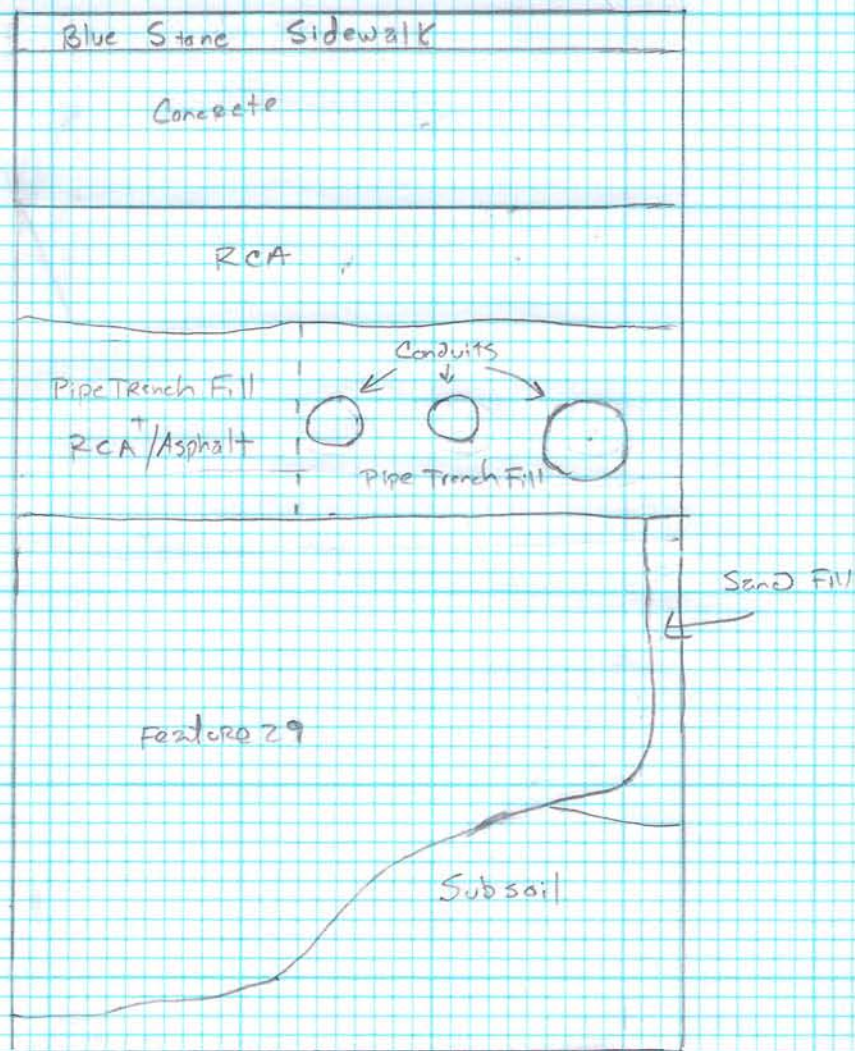 Blue Stone Sidewalk
Concrete
RCA
Conduits
Pipe Trench Fill
+
RCA/Asphalt
Pipe Trench Fill
Sand Fill
Feature 29
Subsoil